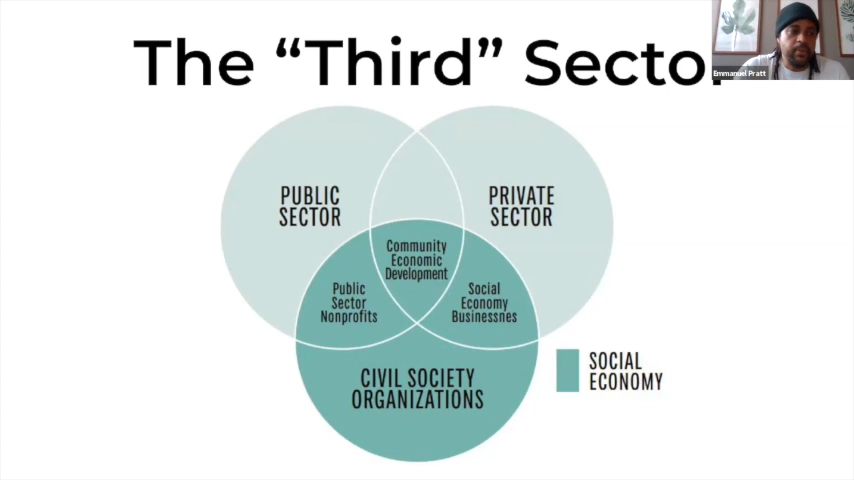 The “Third” Sector
Emmanuel Pratt
PUBLIC
SECTOR
PRIVATE
SECTOR
Community
Economic
Development
Public
Sector
Nonprofits
Social
Economy
Businessnes
CIVIL SOCIETY
ORGANIZATIONS
SOCIAL
ECONOMY